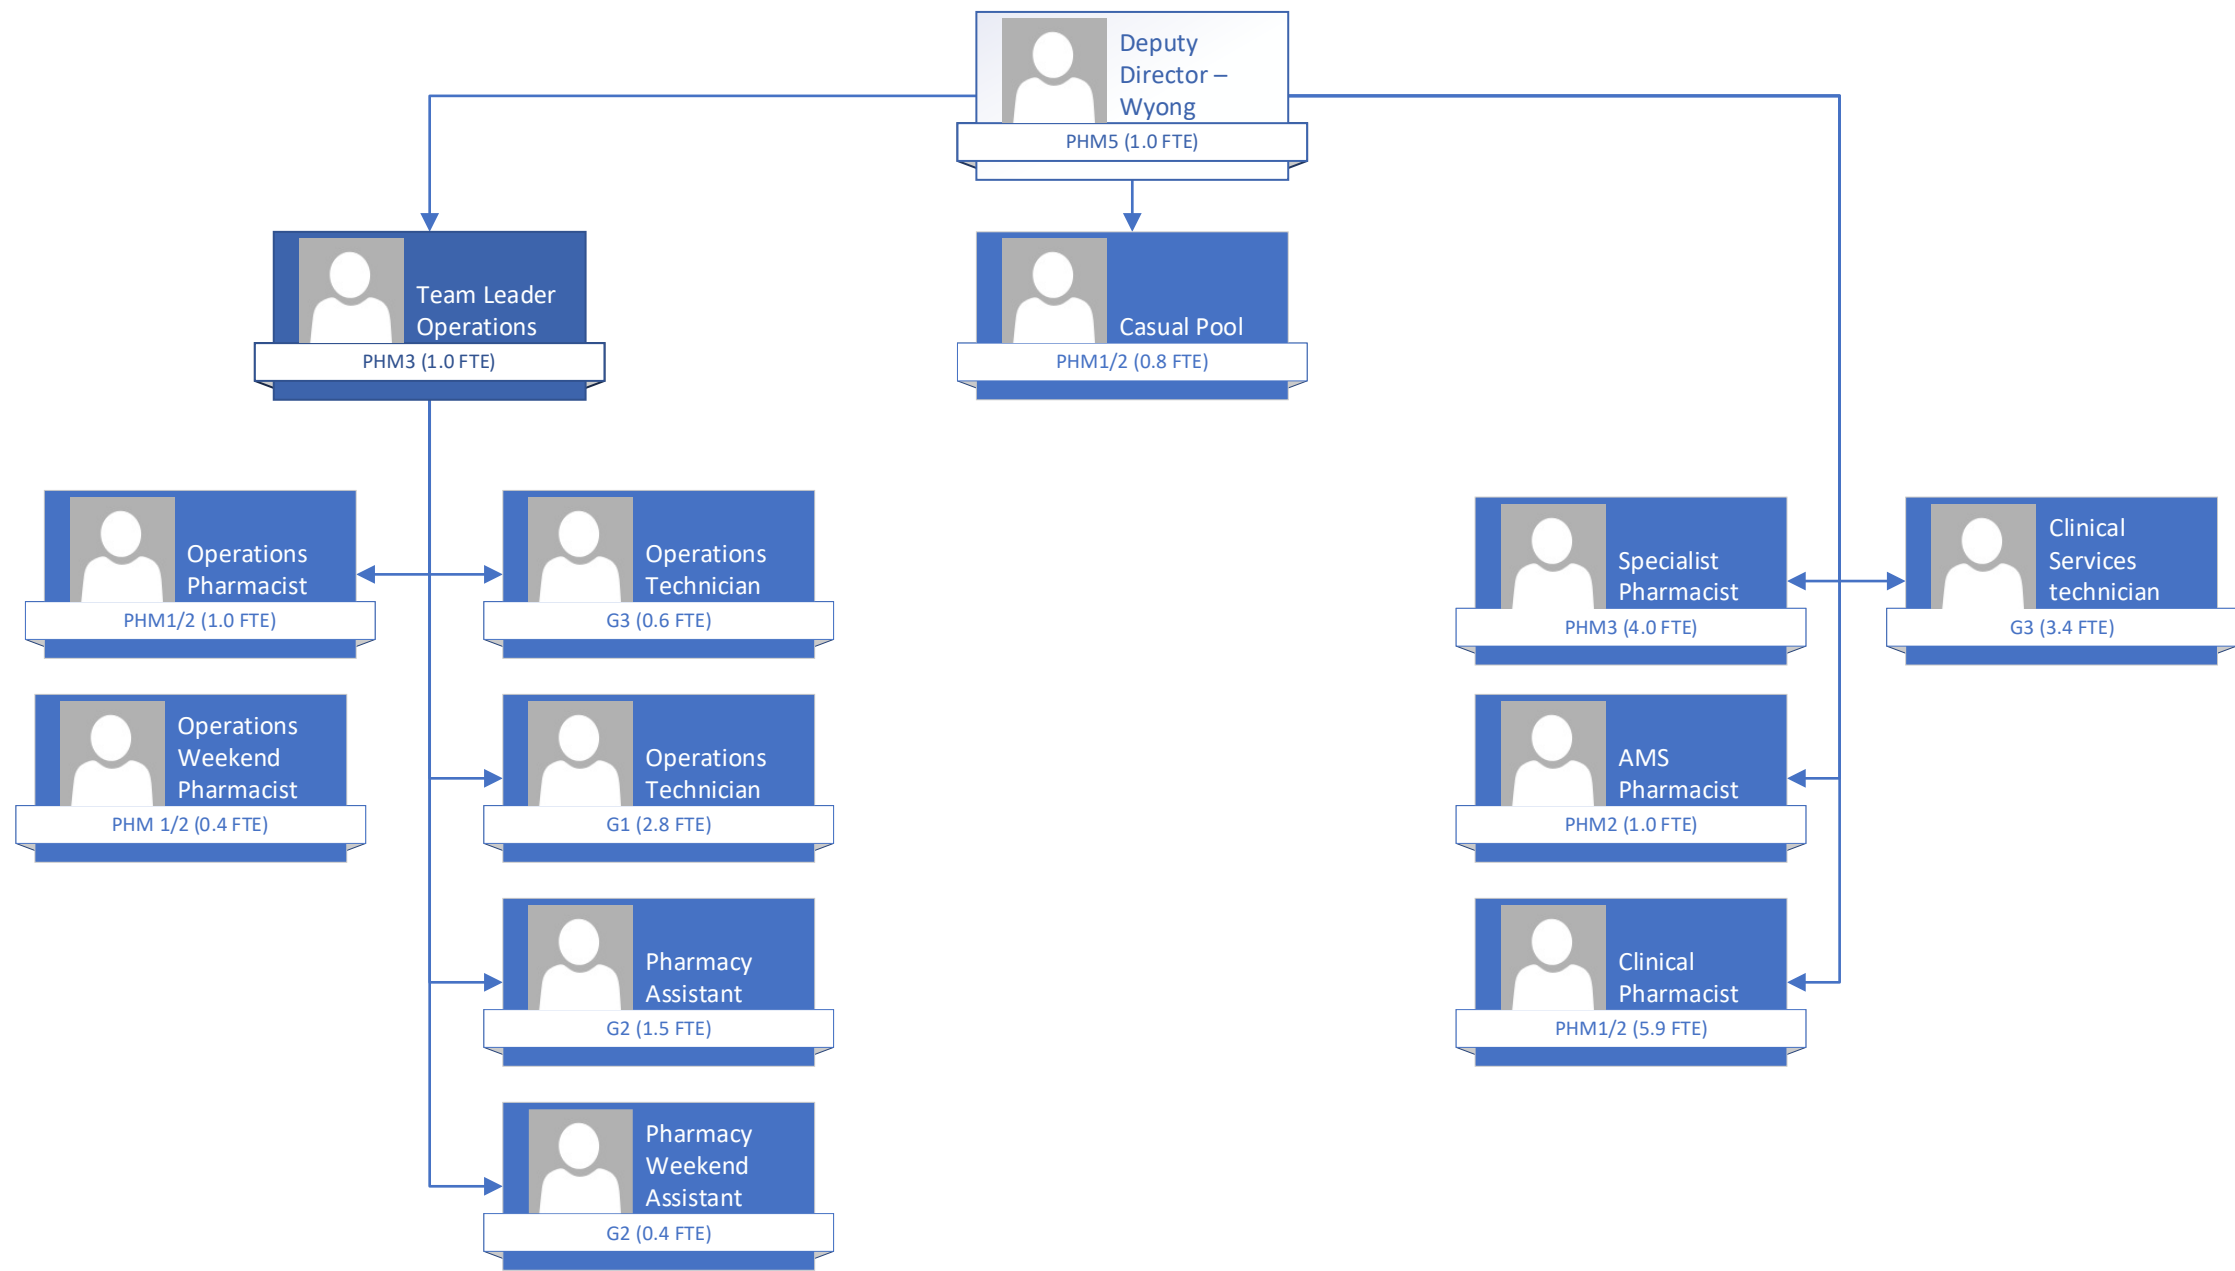 Deputy
Director –
Wyong
PHM5 (1.0 FTE)
Team Leader
Operations
PHM3 (1.0 FTE)
Casual Pool
PHM1/2 (0.8 FTE)
Operations
Pharmacist
PHM1/2 (1.0 FTE)
Operations
Technician
G3 (0.6 FTE)
Specialist
Pharmacist
PHM3 (4.0 FTE)
Clinical
Services
technician
G3 (3.4 FTE)
Operations
Weekend
Pharmacist
PHM 1/2 (0.4 FTE)
Operations
Technician
G1 (2.8 FTE)
AMS
Pharmacist
PHM2 (1.0 FTE)
Pharmacy
Assistant
G2 (1.5 FTE)
Clinical
Pharmacist
PHM1/2 (5.9 FTE)
Pharmacy
Weekend
Assistant
G2 (0.4 FTE)